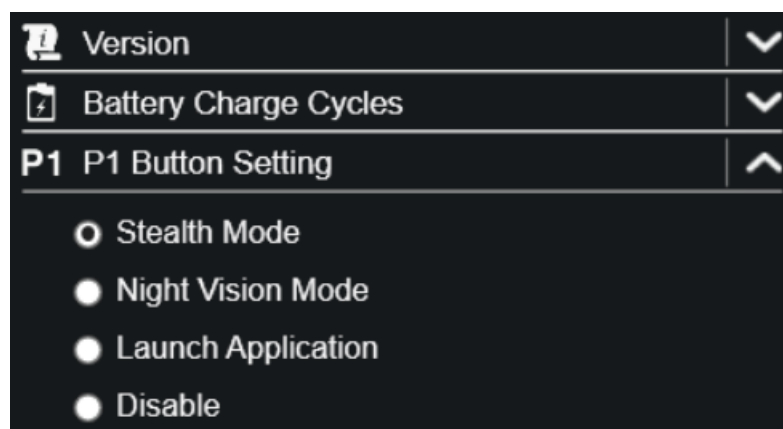 Version
Battery Charge Cycles
P1 P1 Button Setting
Stealth Mode
Night Vision Mode
Launch Application
Disable